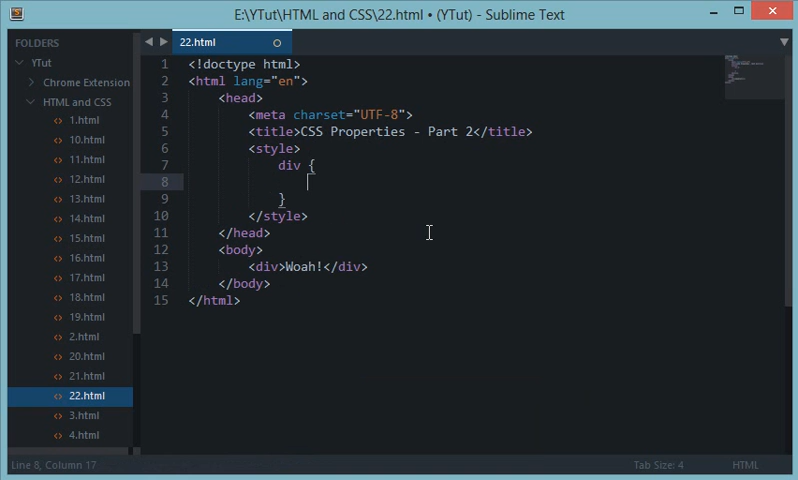 E:\YTut\HTML and CSS\22.html • (YTut) - Sublime Text
FOLDERS
YTut
Chrome Extension
HTML and CSS
1.html
10.html
11.html
12.html
13.html
14.html
15.html
16.html
17.html
18.html
19.html
2.html
20.html
21.html
22.html
3.html
4.html
22.html
1 <!doctype html>
2 <html lang="en">
3 <head>
4 <meta charset="UTF-8">
5 <title>CSS Properties - Part 2</title>
6 <style>
7 div {
8
9 }
10 </style>
11 </head>
12 <body>
13 <div>Woah!</div>
14 </body>
15 </html>
Line 8, Column 17
Tab Size: 4
HTML